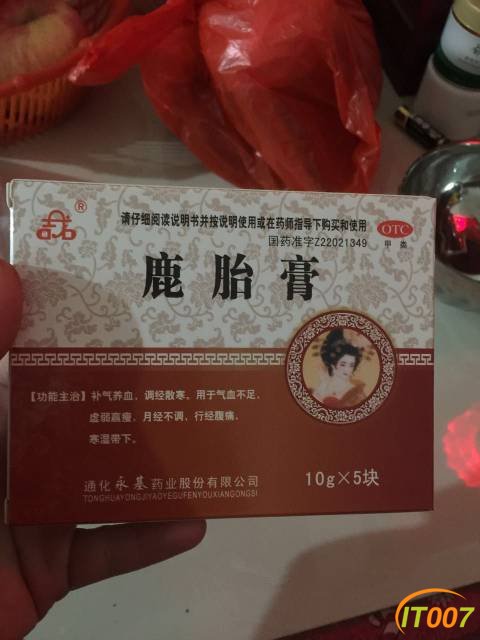 请仔细阅读说明书并按说明使用或在药师指导下购买和使用
国药准字Z22021349
OTC
甲 类
鹿胎膏
【功能主治】补气养血、调经散寒。用于气血不足、
虚弱羸瘦、月经不调、行经腹痛、
寒湿带下。
通化永基药业股份有限公司
TONGHUAYONGJIYAOYEGUFENYOUXIANGONGSI
10g×5块
IT007